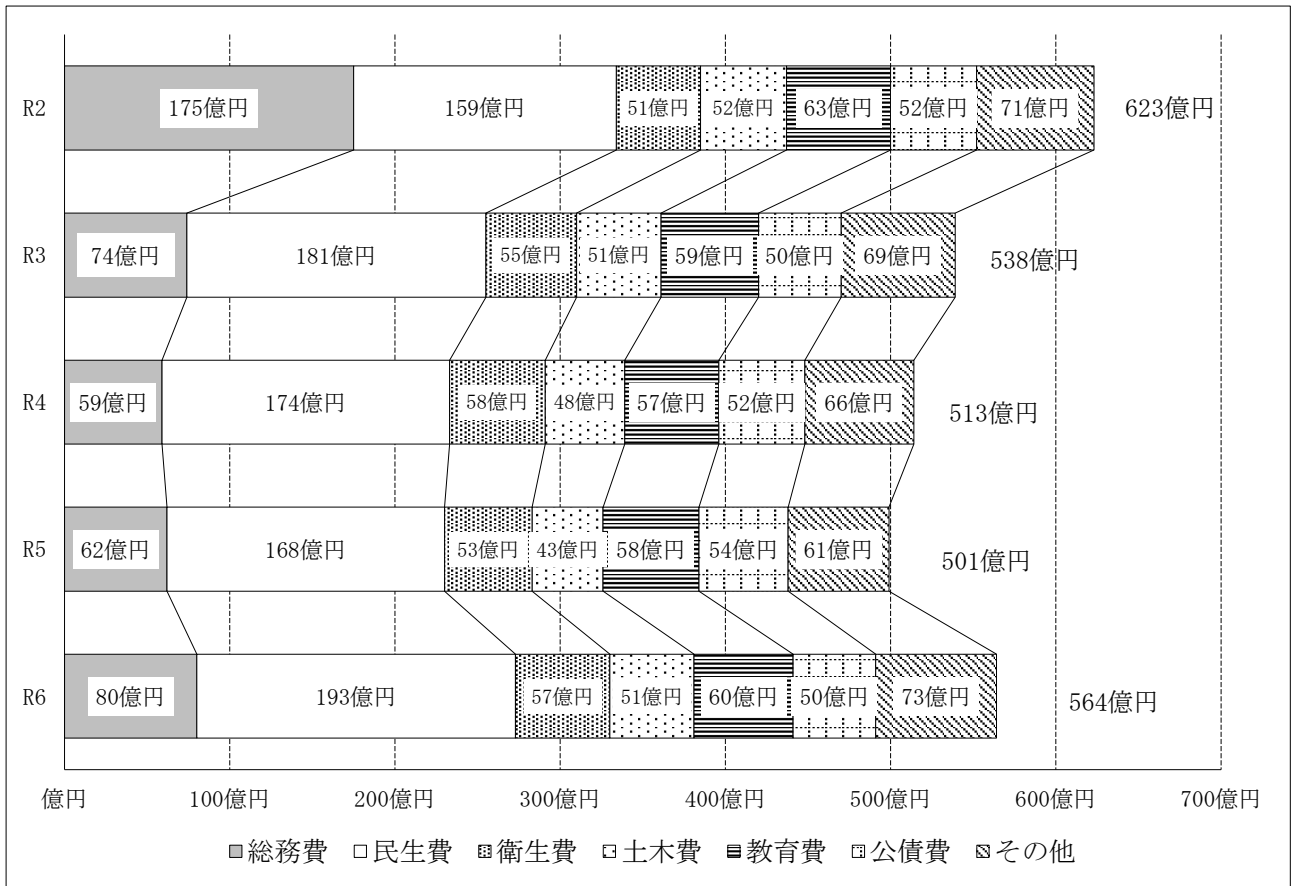 R2 175億円 159億円 51億円 52億円 63億円 52億円 71億円 623億円
R3 74億円 181億円 55億円 51億円 59億円 50億円 69億円 538億円
R4 59億円 174億円 58億円 48億円 57億円 52億円 66億円 513億円
R5 62億円 168億円 53億円 43億円 58億円 54億円 61億円 501億円
R6 80億円 193億円 57億円 51億円 60億円 50億円 73億円 564億円
億円 100億円 200億円 300億円 400億円 500億円 600億円 700億円
総務費 民生費 衛生費 土木費 教育費 公債費 その他